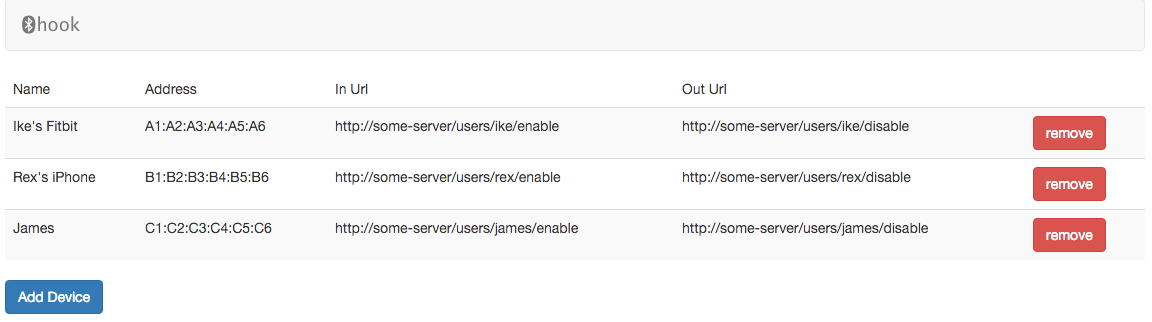 hook
Name Address In Url Out Url
Ike's Fitbit A1:A2:A3:A4:A5:A6 http://some-server/users/ike/enable http://some-server/users/ike/disable remove
Rex's iPhone B1:B2:B3:B4:B5:B6 http://some-server/users/rex/enable http://some-server/users/rex/disable remove
James C1:C2:C3:C4:C5:C6 http://some-server/users/james/enable http://some-server/users/james/disable remove
Add Device